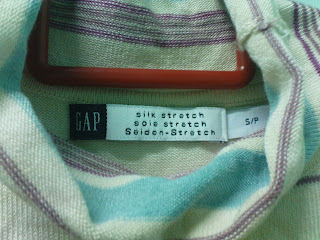 GAP
silk stretch
soie stretch
Seiden-Stretch
S/P